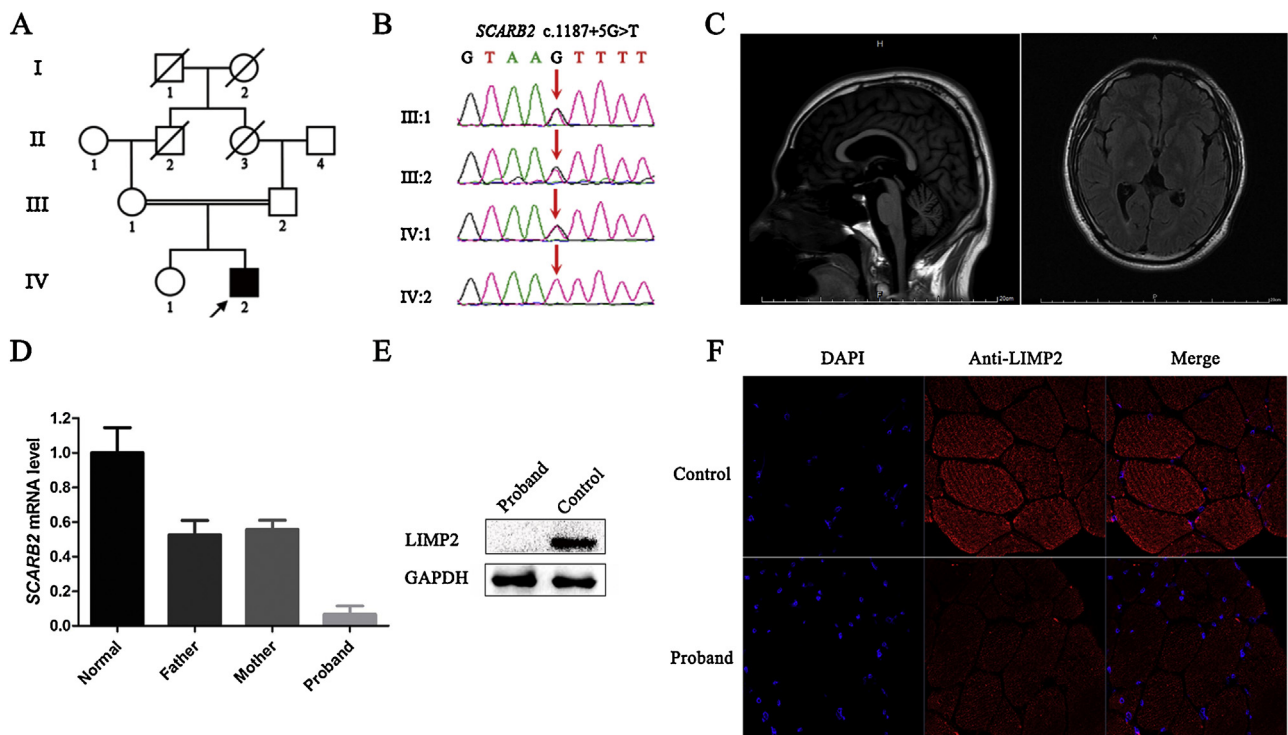 A
I
1 2
II
1 2 3 4
III
1 2
IV
1 2
B
SCARB2 c.1187+5G>T
G T A A G T T T T
III:1
III:2
IV:1
IV:2
C
H
P
20cm
A
D
SCARB2 mRNA level
1.2
1.0
0.8
0.6
0.4
0.2
0.0
Normal
Father
Mother
Proband
E
Proband
Control
LIMP2
GAPDH
F
DAPI Anti-LIMP2 Merge
Control
Proband